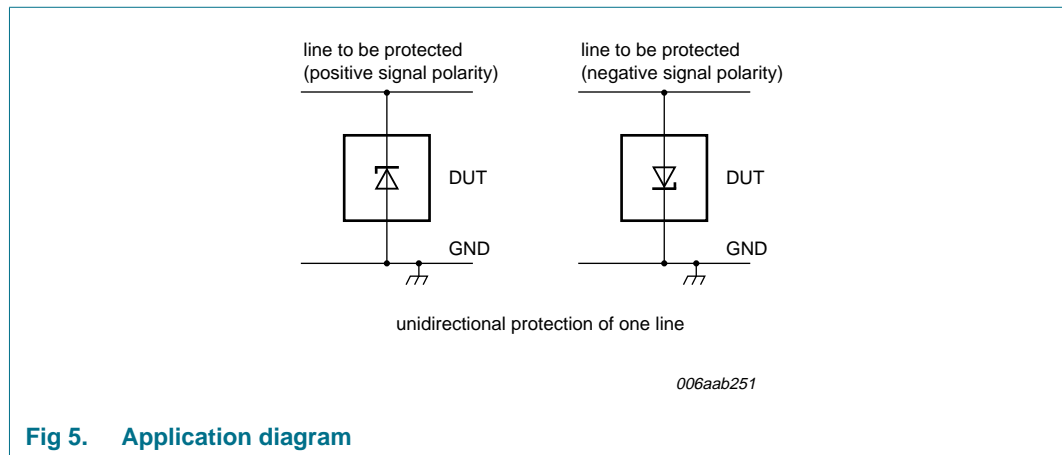 line to be protected
(positive signal polarity)
DUT
GND
line to be protected
(negative signal polarity)
DUT
GND
unidirectional protection of one line
006aab251
Fig 5. Application diagram